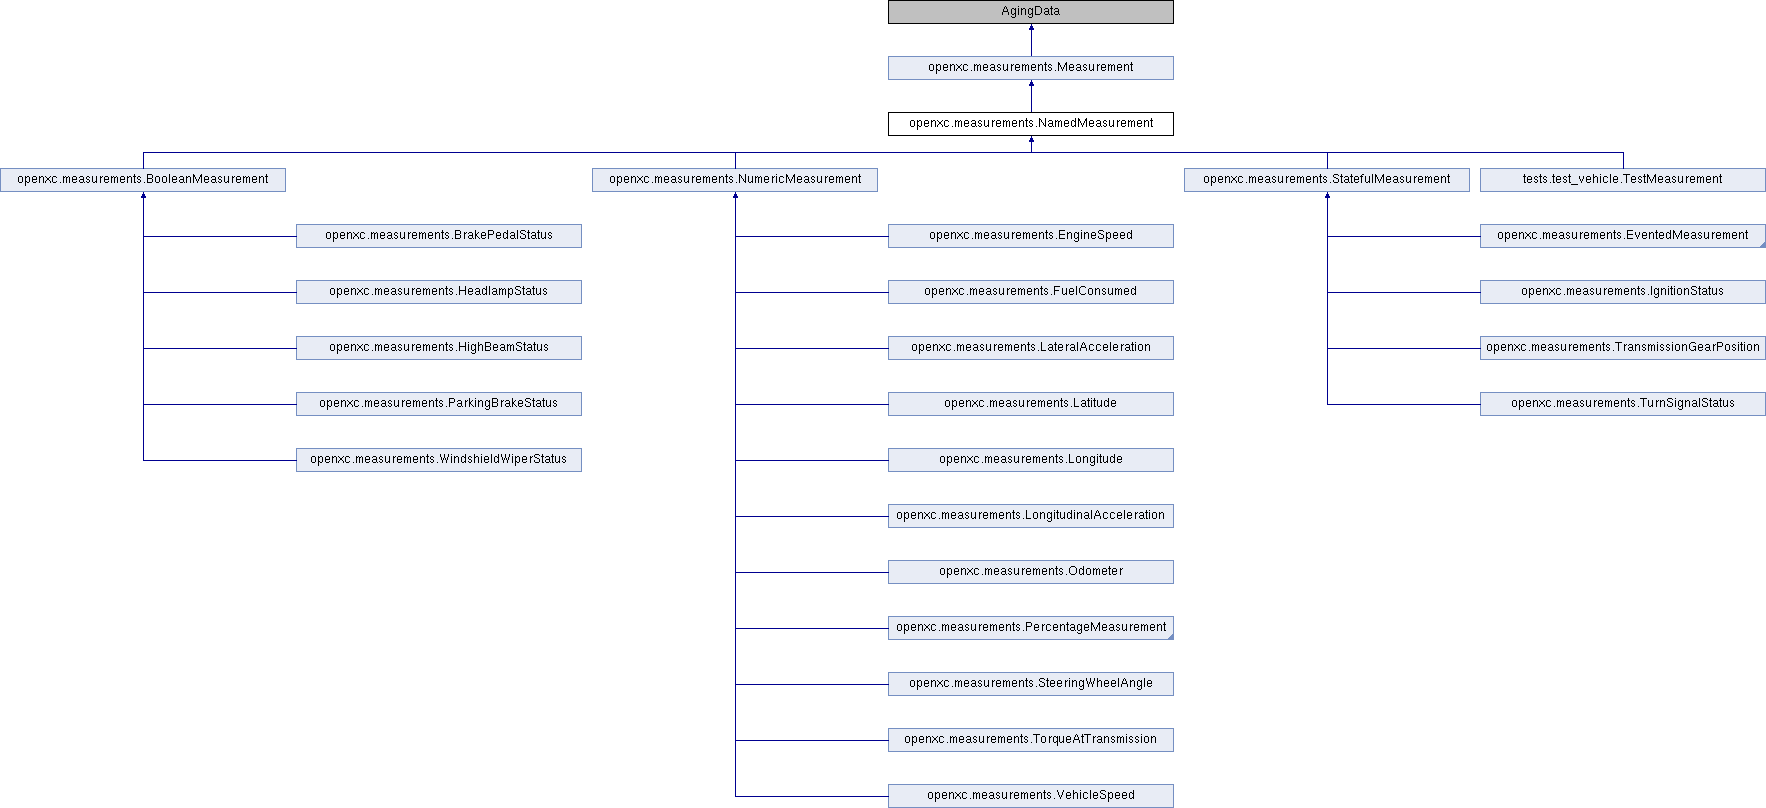 AgingData
openxc.measurements.Measurement
openxc.measurements.NamedMeasurement
openxc.measurements.BooleanMeasurement
openxc.measurements.NumericMeasurement
openxc.measurements.StatefulMeasurement
tests.test_vehicle.TestMeasurement
openxc.measurements.BrakePedalStatus
openxc.measurements.EngineSpeed
openxc.measurements.EventedMeasurement
openxc.measurements.HeadlampStatus
openxc.measurements.FuelConsumed
openxc.measurements.IgnitionStatus
openxc.measurements.HighBeamStatus
openxc.measurements.LateralAcceleration
openxc.measurements.TransmissionGearPosition
openxc.measurements.ParkingBrakeStatus
openxc.measurements.Latitude
openxc.measurements.TurnSignalStatus
openxc.measurements.WindshieldWiperStatus
openxc.measurements.Longitude
openxc.measurements.LongitudinalAcceleration
openxc.measurements.Odometer
openxc.measurements.PercentageMeasurement
openxc.measurements.SteeringWheelAngle
openxc.measurements.TorqueAtTransmission
openxc.measurements.VehicleSpeed